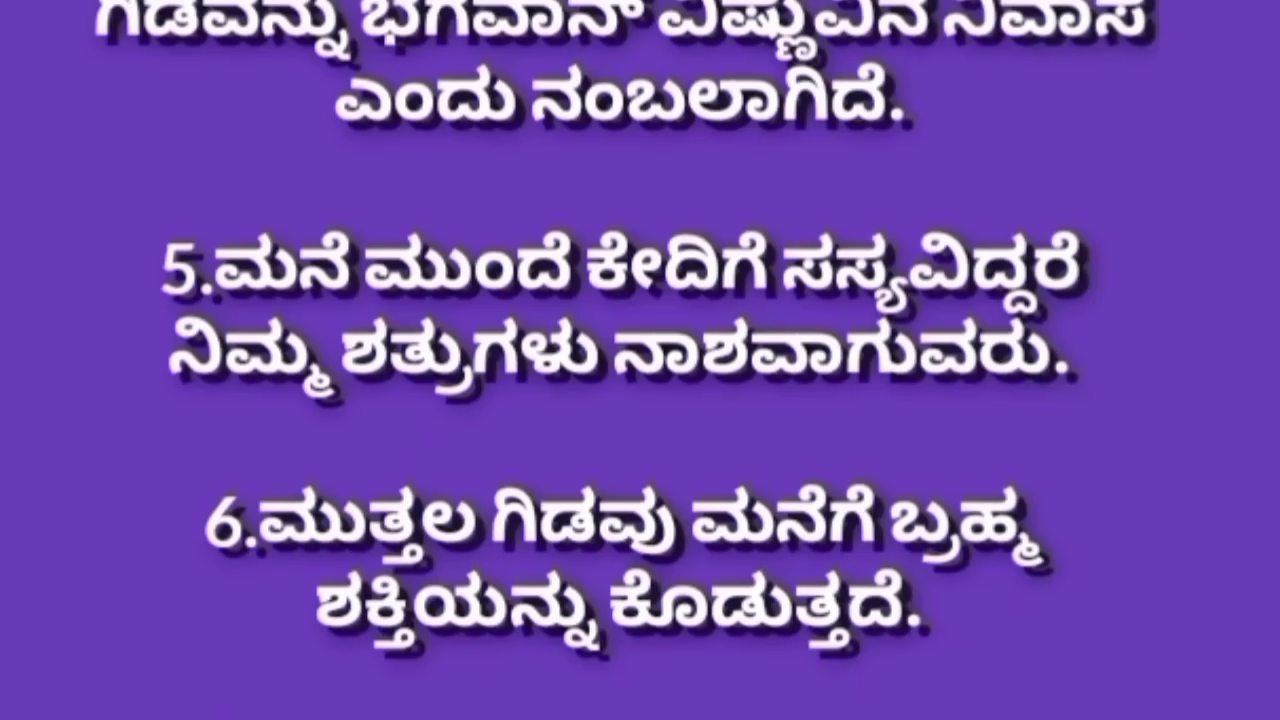 ಗಿಡವನ್ನು ಭಗವಾನ್ ವಿಷ್ಣುವಿನ ನಿವಾಸ
ಎಂದು ನಂಬಲಾಗಿದೆ.
5.ಮನೆ ಮುಂದೆ ಕೇದಿಗೆ ಸಸ್ಯವಿದ್ದರೆ
ನಿಮ್ಮ ಶತ್ರುಗಳು ನಾಶವಾಗುವರು.
6.ಮುತ್ತಲ ಗಿಡವು ಮನೆಗೆ ಬ್ರಹ್ಮ
ಶಕ್ತಿಯನ್ನು ಕೊಡುತ್ತದೆ.